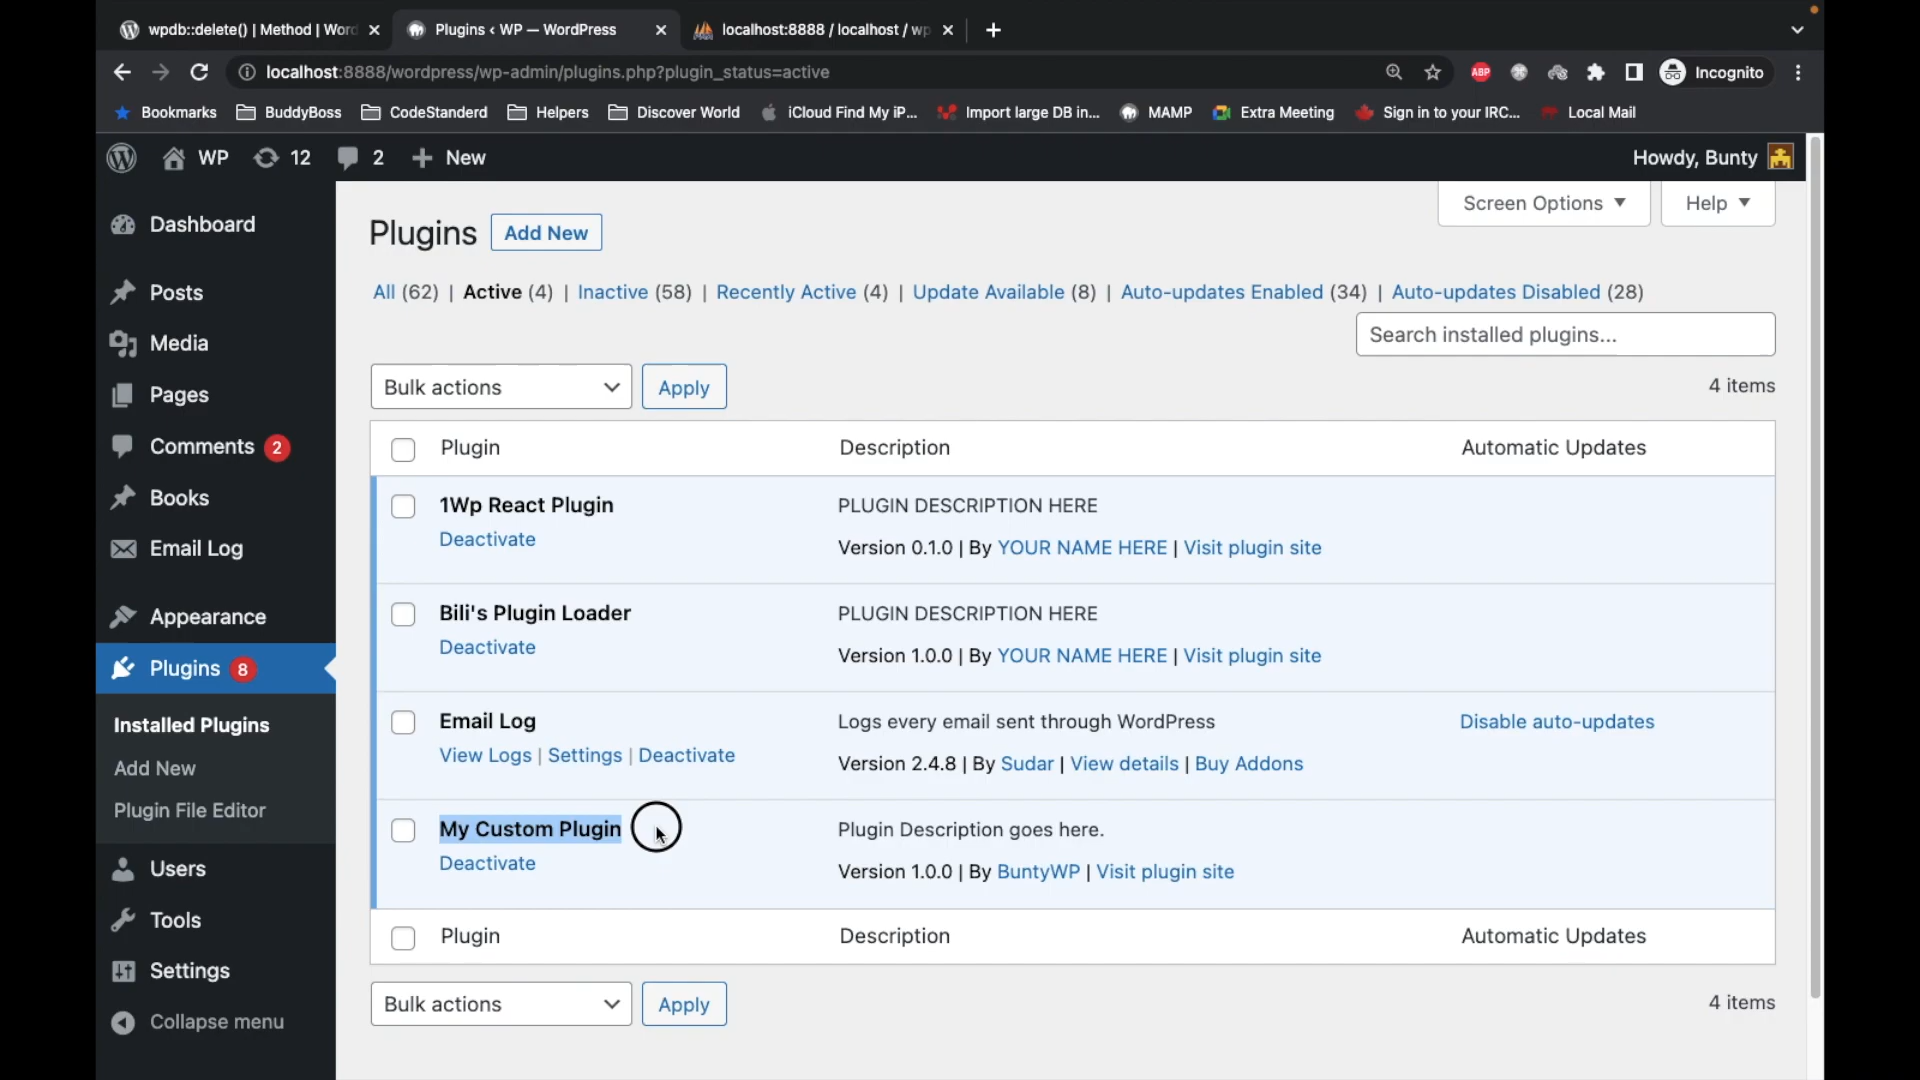 wpdb::delete() | Method | Word
Plugins ‹ WP — WordPress
localhost:8888 / localhost / wp
localhost:8888/wordpress/wp-admin/plugins.php?plugin_status=active
ABP
Incognito
Bookmarks
BuddyBoss
CodeStanderd
Helpers
Discover World
iCloud Find My iP...
Import large DB in...
MAMP
Extra Meeting
Sign in to your IRC...
Local Mail
WP
12
2
New
Howdy, Bunty
Dashboard
Posts
Media
Pages
Comments 2
Books
Email Log
Appearance
Plugins 8
Installed Plugins
Add New
Plugin File Editor
Users
Tools
Settings
Collapse menu
Screen Options
Help
Plugins
Add New
All (62) | Active (4) | Inactive (58) | Recently Active (4) | Update Available (8) | Auto-updates Enabled (34) | Auto-updates Disabled (28)
Search installed plugins...
Bulk actions
Apply
4 items
Plugin
Description
Automatic Updates
1Wp React Plugin
Deactivate
PLUGIN DESCRIPTION HERE
Version 0.1.0 | By YOUR NAME HERE | Visit plugin site
Bili's Plugin Loader
Deactivate
PLUGIN DESCRIPTION HERE
Version 1.0.0 | By YOUR NAME HERE | Visit plugin site
Email Log
View Logs | Settings | Deactivate
Logs every email sent through WordPress
Version 2.4.8 | By Sudar | View details | Buy Addons
Disable auto-updates
My Custom Plugin
Deactivate
Plugin Description goes here.
Version 1.0.0 | By BuntyWP | Visit plugin site
Plugin
Description
Automatic Updates
Bulk actions
Apply
4 items